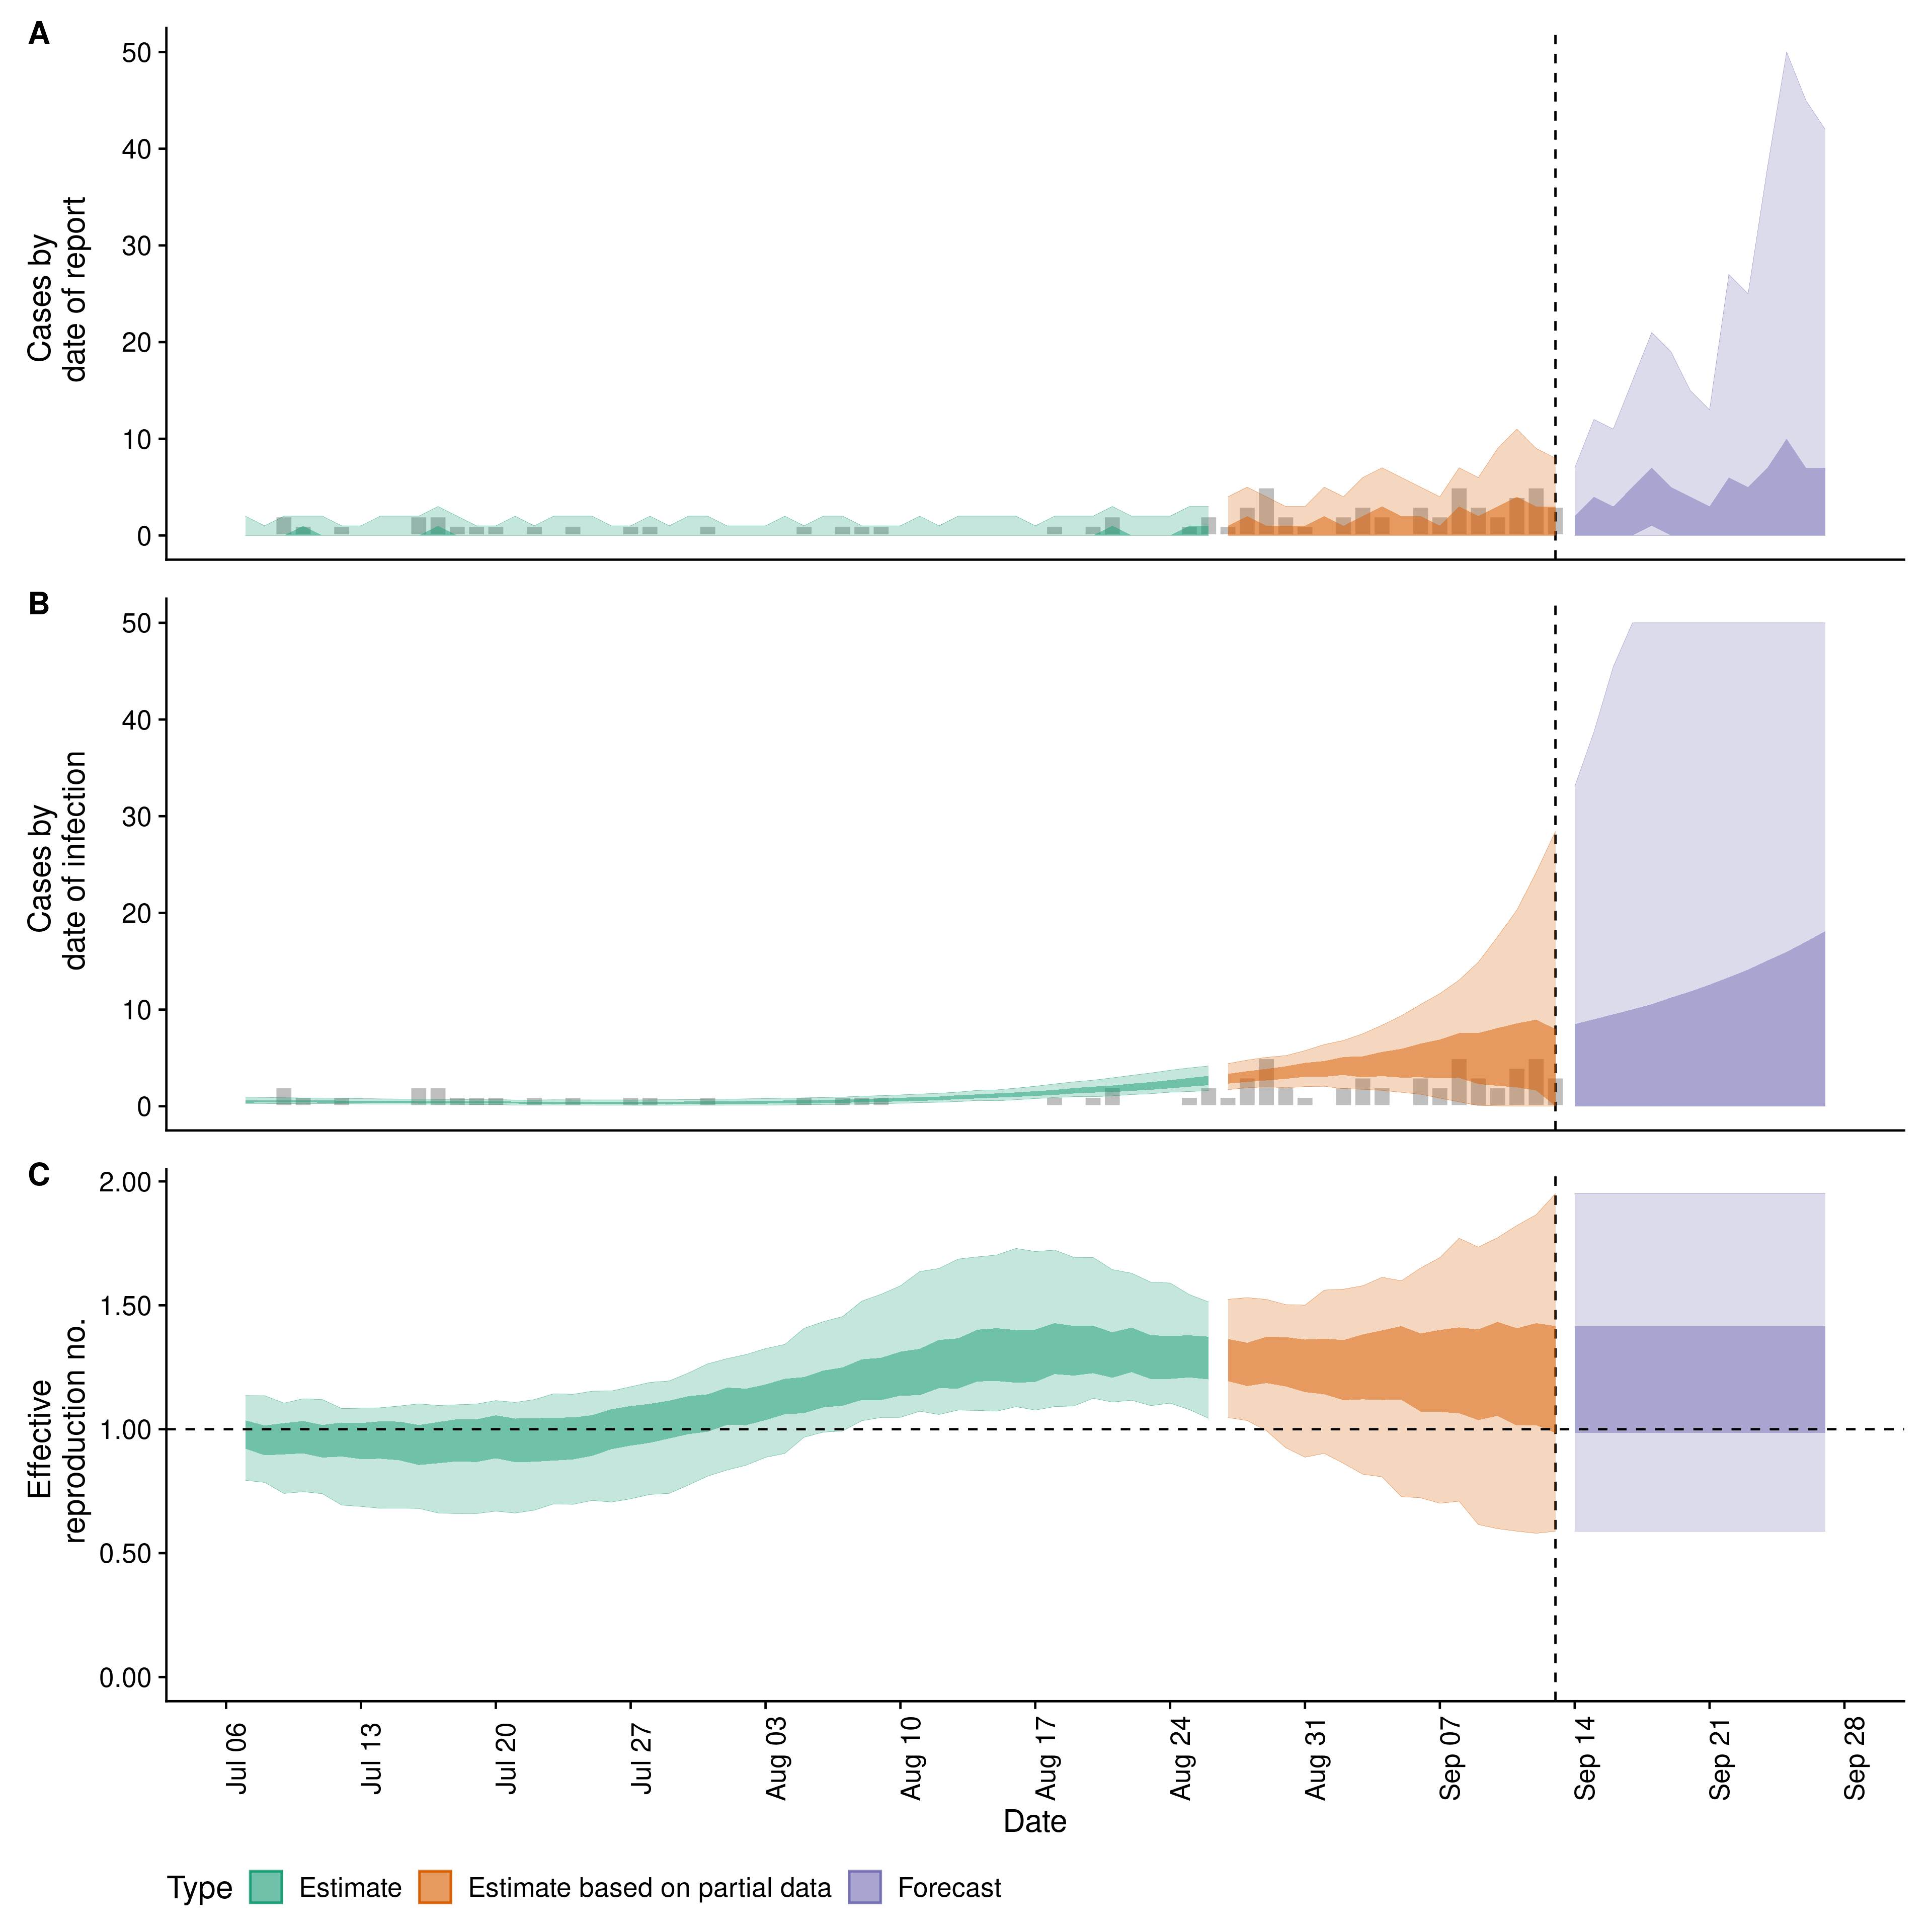 A
50
40
30
20
10
0
Cases by
date of report
B
50
40
30
20
10
0
Cases by
date of infection
C
2.00
1.50
1.00
0.50
0.00
Effective
reproduction no.
Jul 06
Jul 13
Jul 20
Jul 27
Aug 03
Aug 10
Aug 17
Aug 24
Aug 31
Sep 07
Sep 14
Sep 21
Sep 28
Date
Type Estimate Estimate based on partial data Forecast